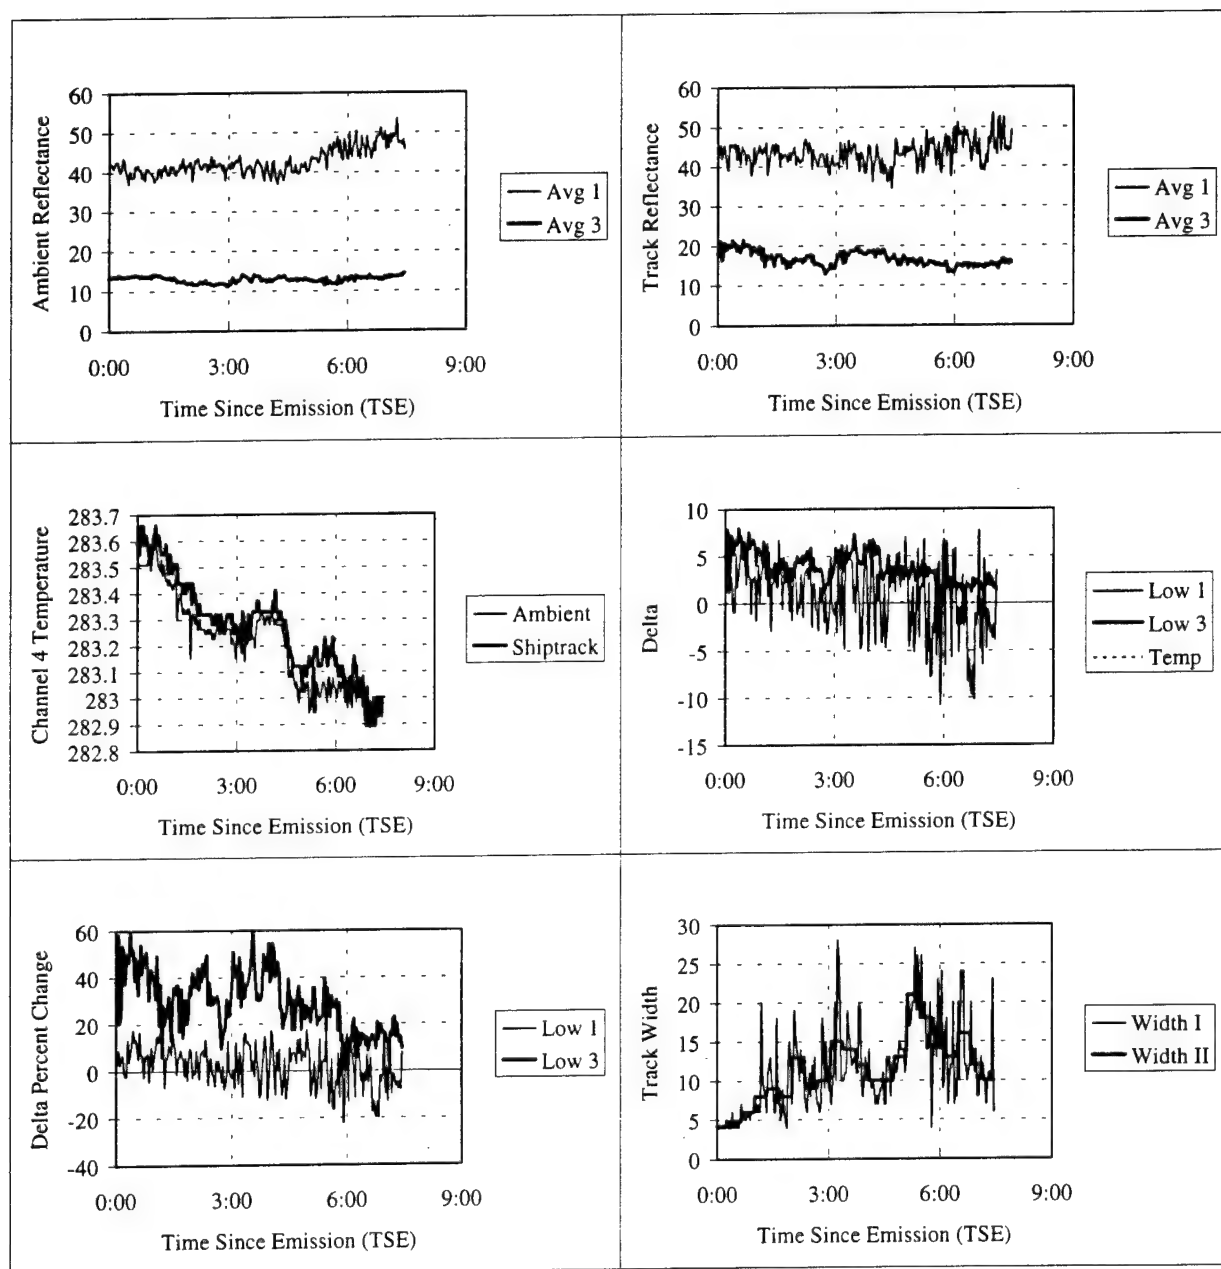 60
50
40
30
20
10
0
Ambient Reflectance
0:00 3:00 6:00 9:00
Time Since Emission (TSE)
Avg 1
Avg 3
60
50
40
30
20
10
0
Track Reflectance
0:00 3:00 6:00 9:00
Time Since Emission (TSE)
Avg 1
Avg 3
283.7
283.6
283.5
283.4
283.3
283.2
283.1
283
282.9
282.8
Channel 4 Temperature
0:00 3:00 6:00 9:00
Time Since Emission (TSE)
Ambient
Shiptrack
10
5
0
-5
-10
-15
Delta
0:00 3:00 6:00 9:00
Time Since Emission (TSE)
Low 1
Low 3
Temp
60
40
20
0
-20
-40
Delta Percent Change
0:00 3:00 6:00 9:00
Time Since Emission (TSE)
Low 1
Low 3
30
25
20
15
10
5
0
Track Width
0:00 3:00 6:00 9:00
Time Since Emission (TSE)
Width I
Width II